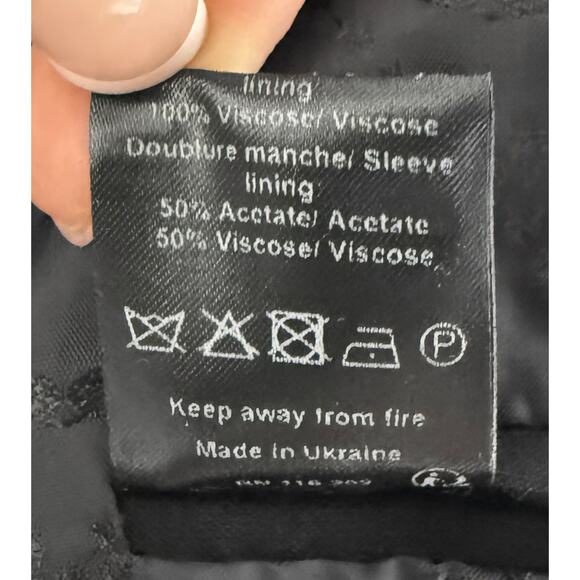 lining
100% Viscose/ Viscose
Doublure manche/ Sleeve
lining
50% Acetate/ Acetate
50% Viscose/ Viscose
P
Keep away from fire
Made in Ukraine